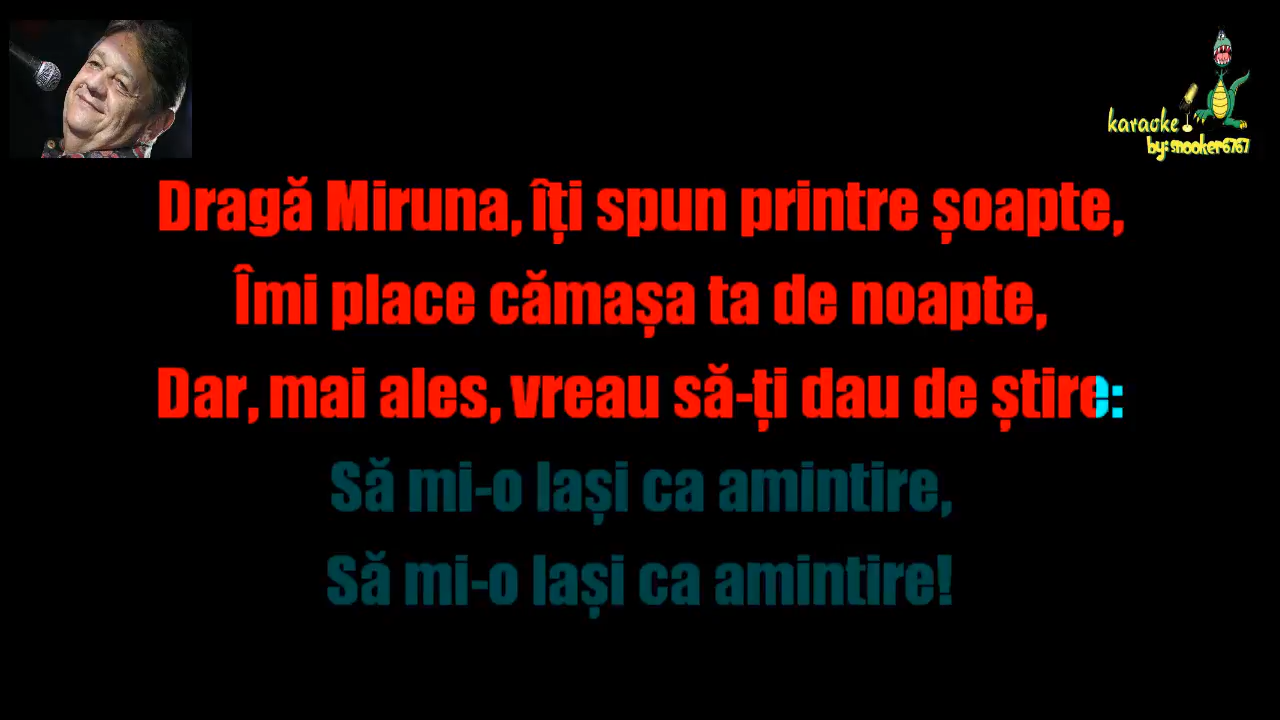 karaoke
by: snooker6767
Dragă Miruna, îți spun printre șoapte,
Îmi place cămașa ta de noapte,
Dar, mai ales, vreau să-ți dau de știre:
Să mi-o lași ca amintire,
Să mi-o lași ca amintire!